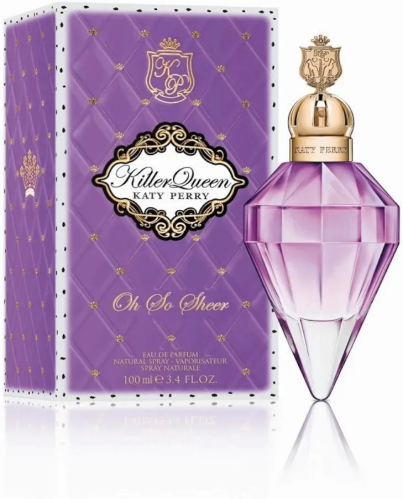 KP
Killer Queen
KATY PERRY
Oh So Sheer
EAU DE PARFUM
NATURAL SPRAY - VAPORISATEUR
SPRAY NATURALE
100 ml e 3.4 FL.OZ.
KATY PERRY